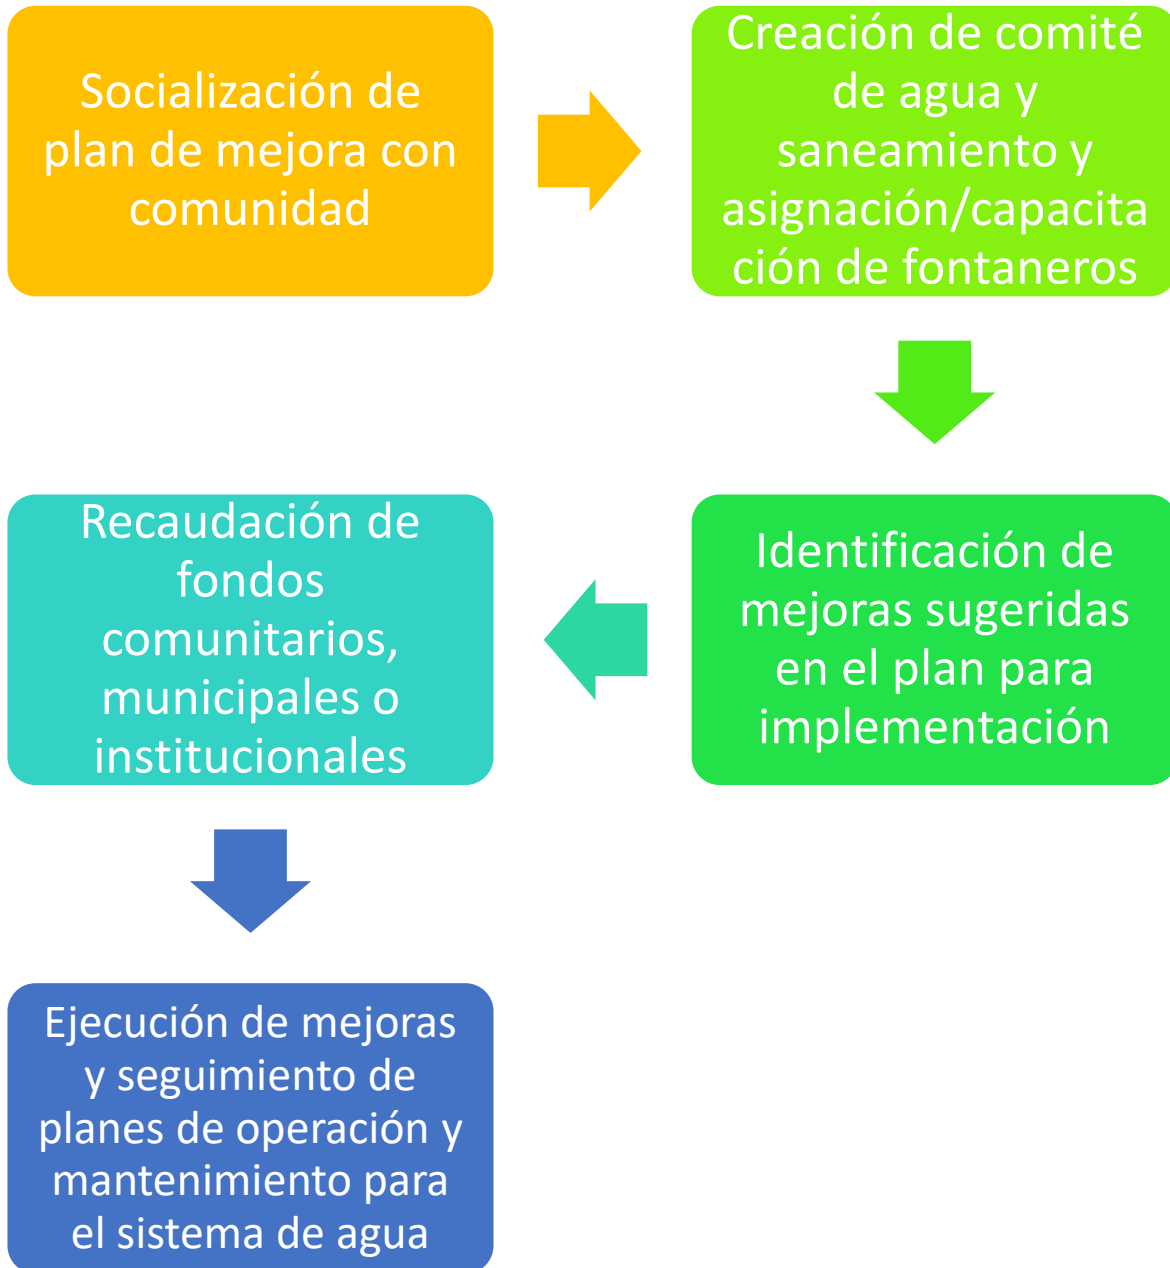 Socialización de
plan de mejora con
comunidad
Creación de comité
de agua y
saneamiento y
asignación/capacita
ción de fontaneros
Identificación de
mejoras sugeridas
en el plan para
implementación
Recaudación de
fondos
comunitarios,
municipales o
institucionales
Ejecución de mejoras
y seguimiento de
planes de operación y
mantenimiento para
el sistema de agua